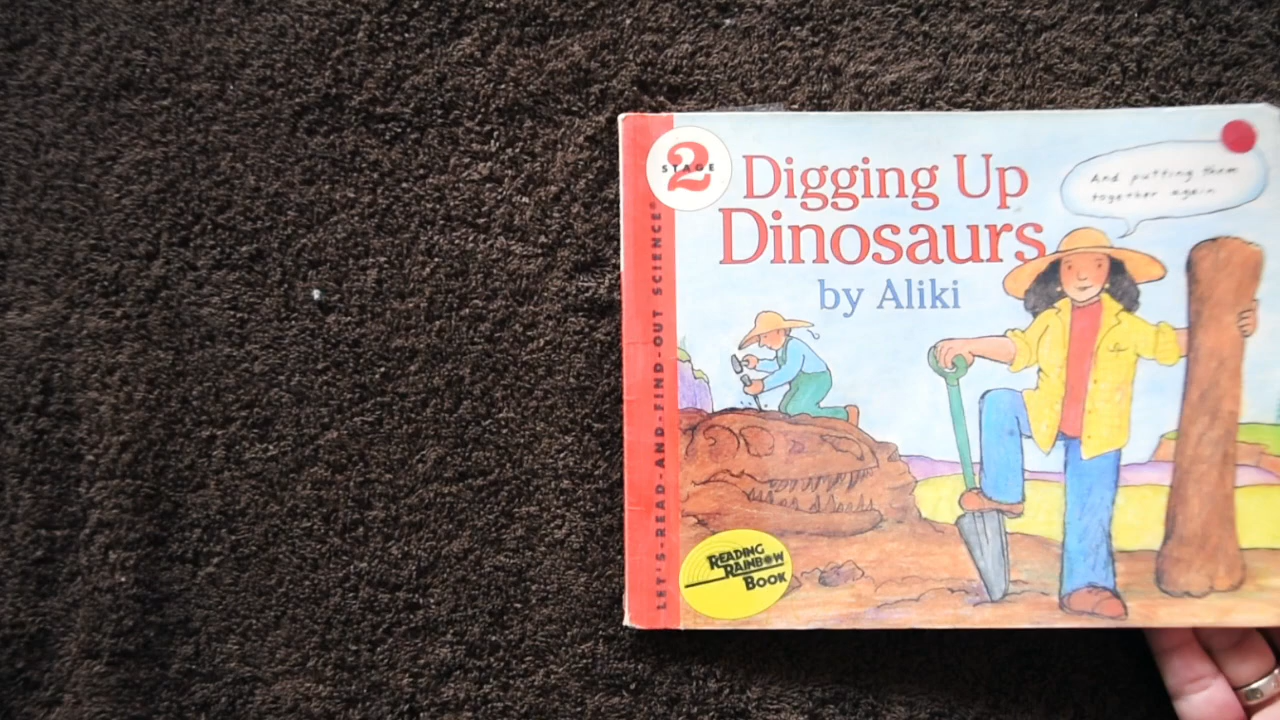 STAGE 2
Digging Up
Dinosaurs
by Aliki
And putting them
together again
LET'S-READ-AND-FIND-OUT SCIENCE®
READING
RAINBOW
BOOK